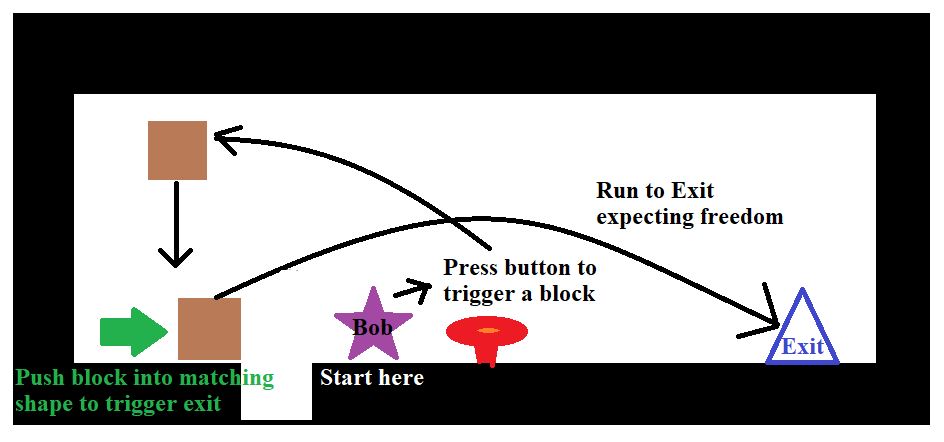 Run to Exit
expecting freedom
Press button to
trigger a block
Bob
Exit
Push block into matching
shape to trigger exit
Start here